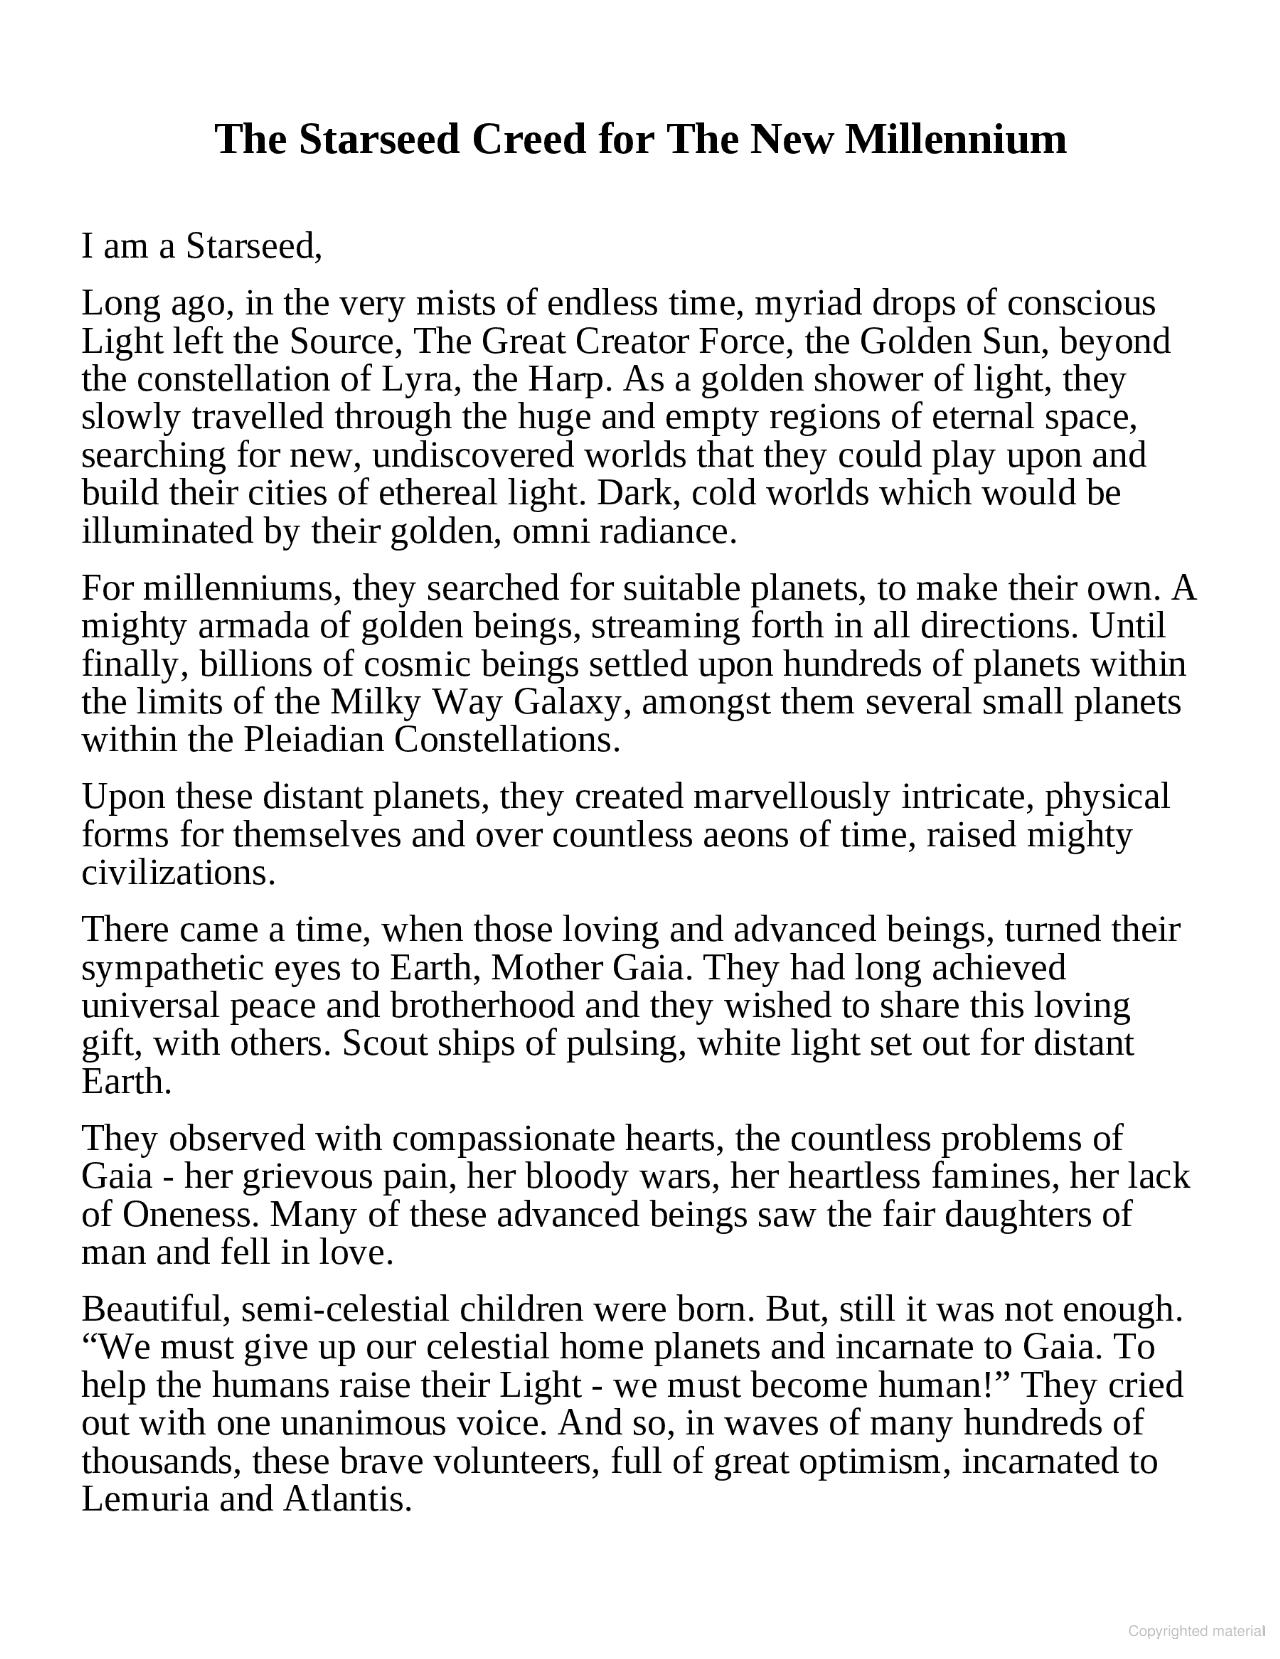 The Starseed Creed for The New Millennium
I am a Starseed,
Long ago, in the very mists of endless time, myriad drops of conscious
Light left the Source, The Great Creator Force, the Golden Sun, beyond
the constellation of Lyra, the Harp. As a golden shower of light, they
slowly travelled through the huge and empty regions of eternal space,
searching for new, undiscovered worlds that they could play upon and
build their cities of ethereal light. Dark, cold worlds which would be
illuminated by their golden, omni radiance.
For millenniums, they searched for suitable planets, to make their own. A
mighty armada of golden beings, streaming forth in all directions. Until
finally, billions of cosmic beings settled upon hundreds of planets within
the limits of the Milky Way Galaxy, amongst them several small planets
within the Pleiadian Constellations.
Upon these distant planets, they created marvellously intricate, physical
forms for themselves and over countless aeons of time, raised mighty
civilizations.
There came a time, when those loving and advanced beings, turned their
sympathetic eyes to Earth, Mother Gaia. They had long achieved
universal peace and brotherhood and they wished to share this loving
gift, with others. Scout ships of pulsing, white light set out for distant
Earth.
They observed with compassionate hearts, the countless problems of
Gaia - her grievous pain, her bloody wars, her heartless famines, her lack
of Oneness. Many of these advanced beings saw the fair daughters of
man and fell in love.
Beautiful, semi-celestial children were born. But, still it was not enough.
“We must give up our celestial home planets and incarnate to Gaia. To
help the humans raise their Light - we must become human!” They cried
out with one unanimous voice. And so, in waves of many hundreds of
thousands, these brave volunteers, full of great optimism, incarnated to
Lemuria and Atlantis.
Copyrighted material